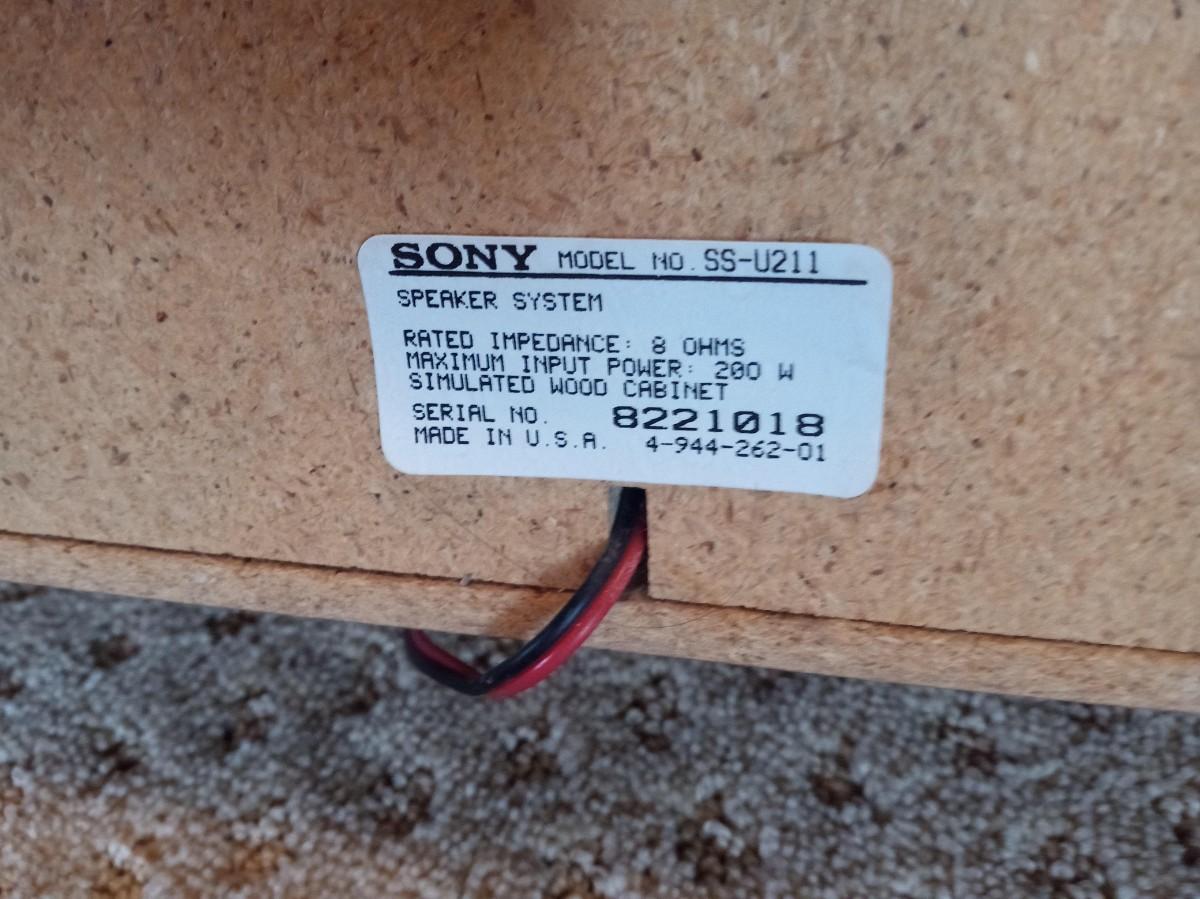 SONY MODEL NO. SS-U211
SPEAKER SYSTEM
RATED IMPEDANCE: 8 OHMS
MAXIMUM INPUT POWER: 200 W
SIMULATED WOOD CABINET
SERIAL NO. 8221018
MADE IN U.S.A. 4-944-262-01